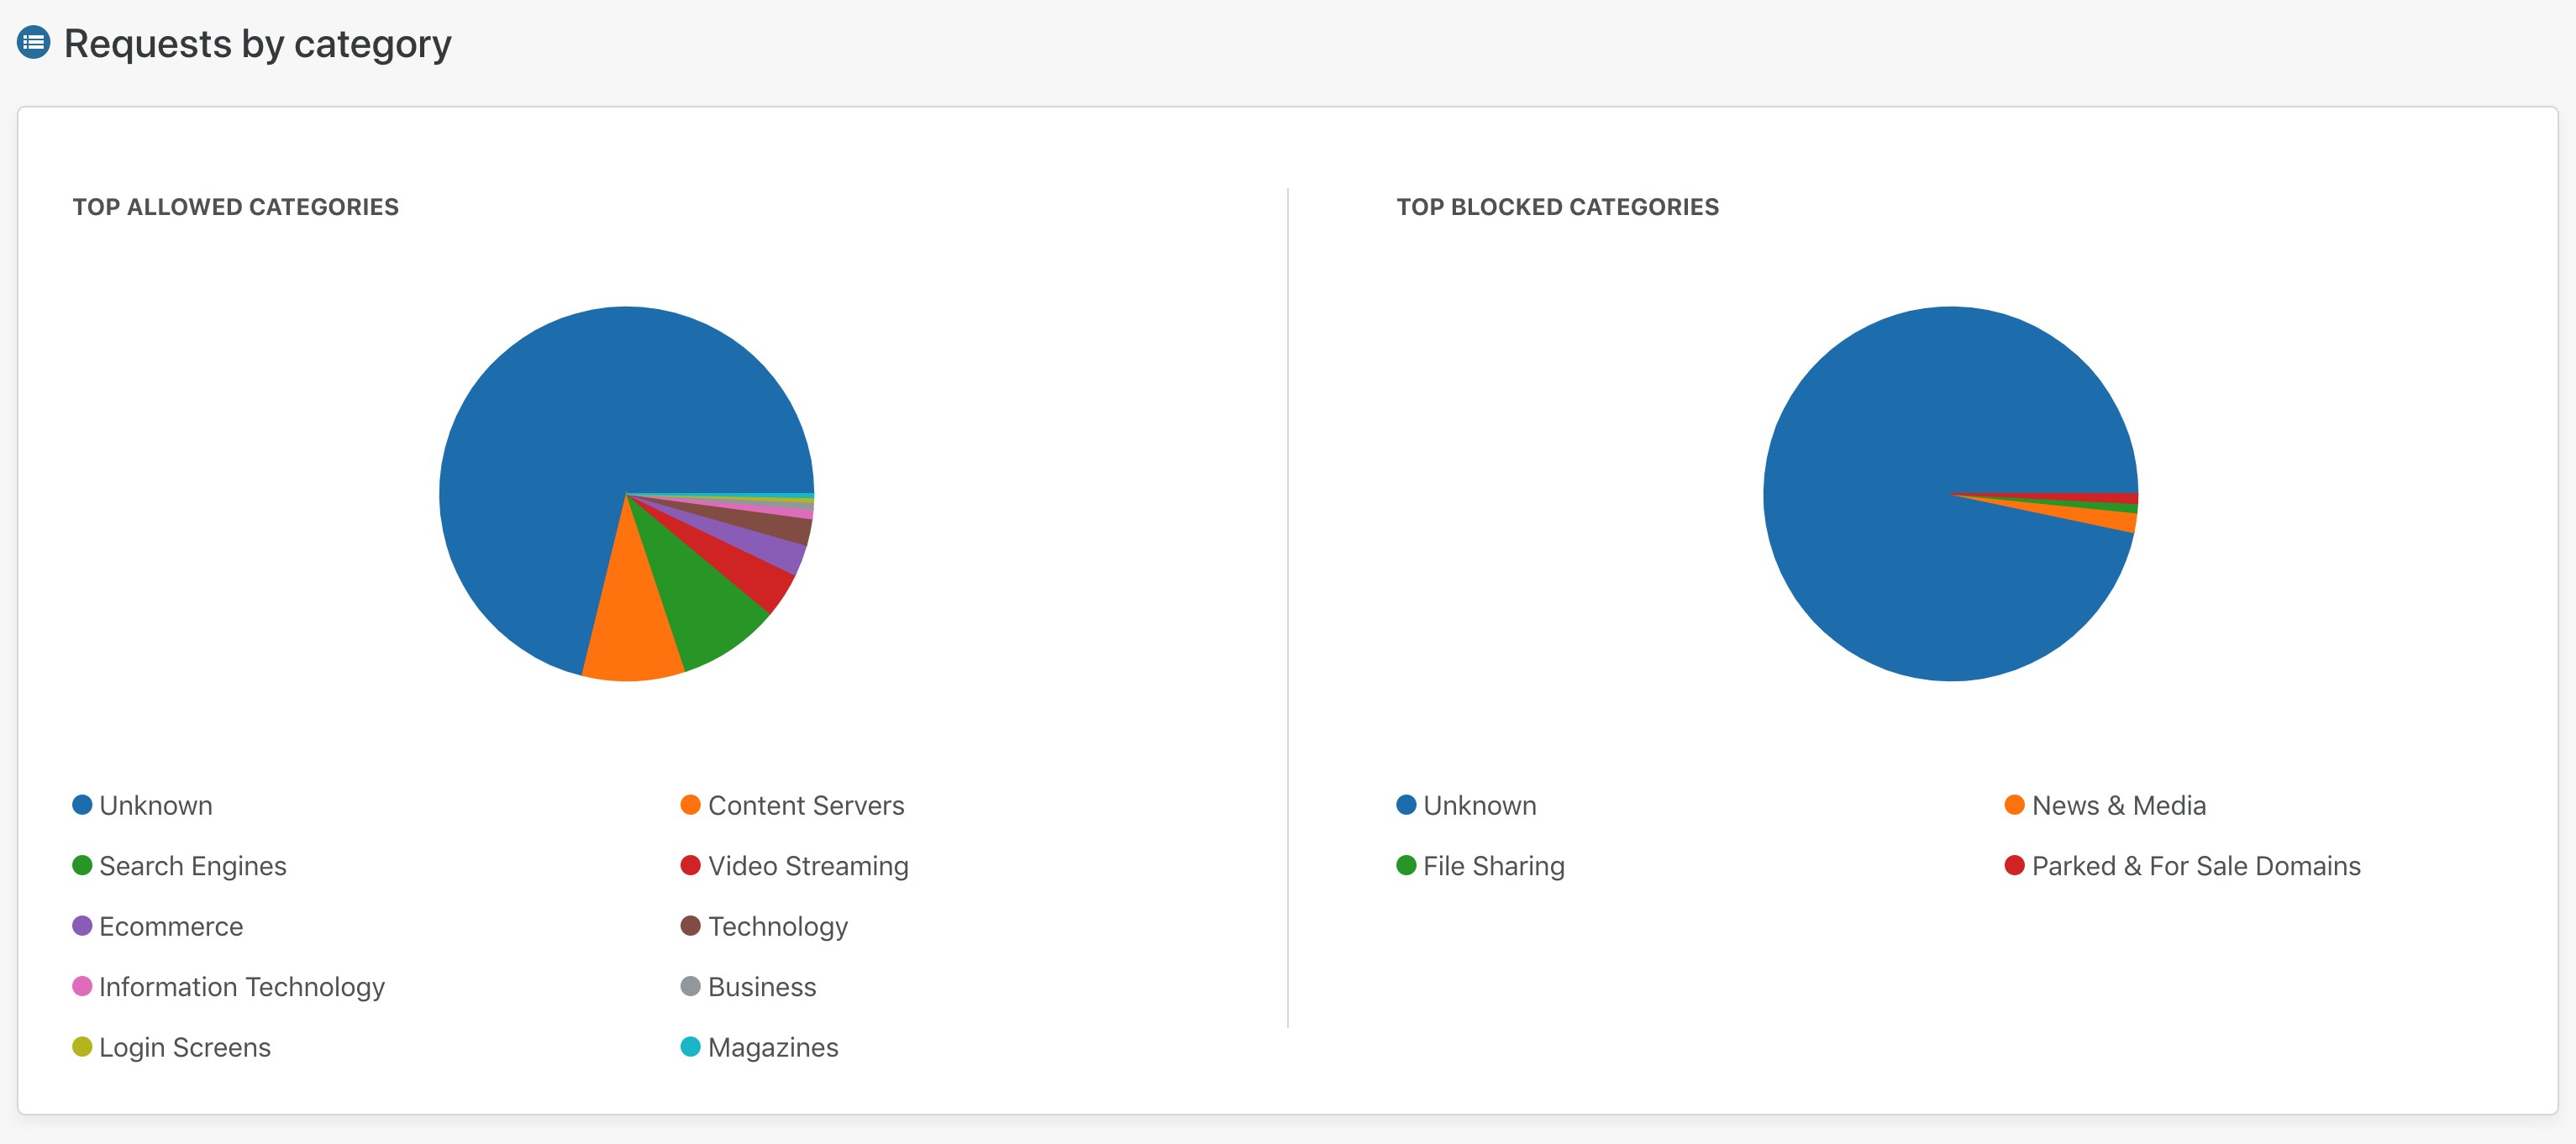 Requests by category
TOP ALLOWED CATEGORIES
Unknown
Content Servers
Search Engines
Video Streaming
Ecommerce
Technology
Information Technology
Business
Login Screens
Magazines
TOP BLOCKED CATEGORIES
Unknown
News & Media
File Sharing
Parked & For Sale Domains